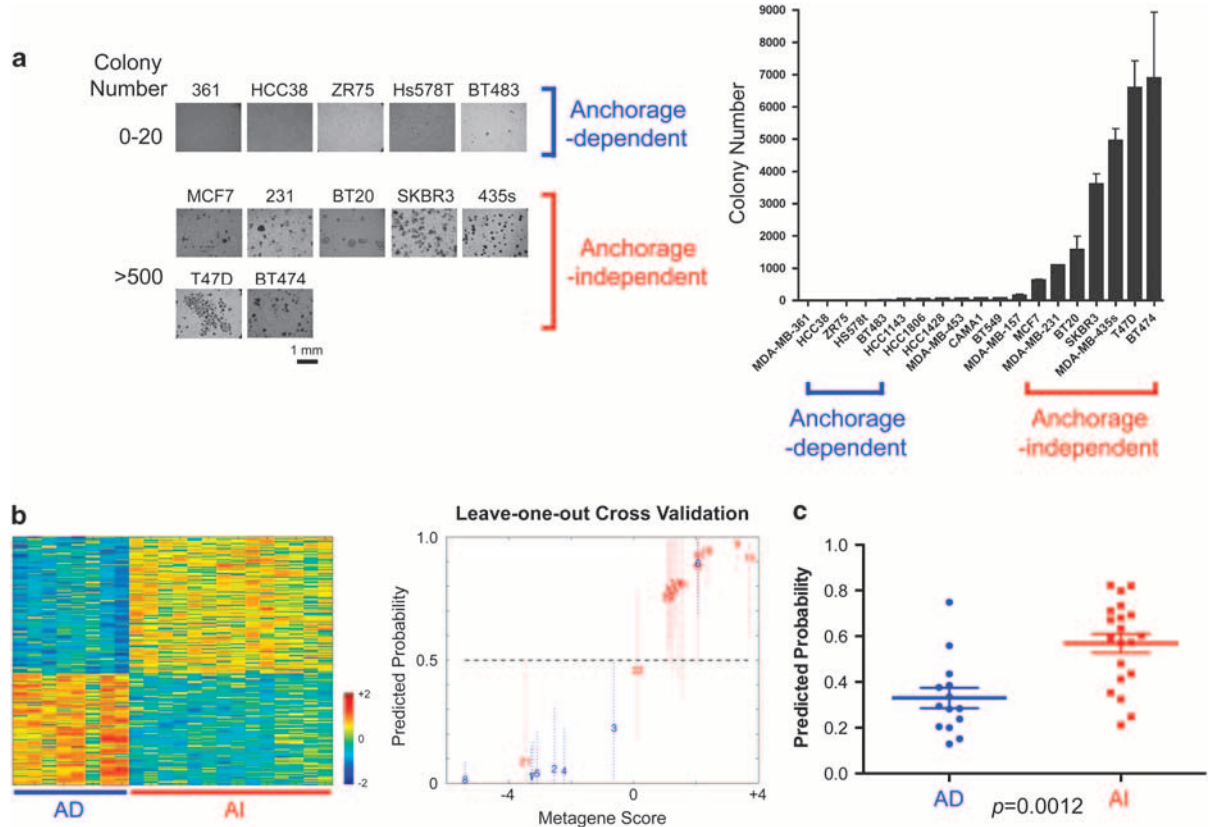 a
Colony
Number
361 HCC38 ZR75 Hs578T BT483
0-20
Anchorage
-dependent
MCF7 231 BT20 SKBR3 435s
>500
T47D BT474
Anchorage
-independent
1 mm
Colony Number
9000
8000
7000
6000
5000
4000
3000
2000
1000
0
MDA-MB-361
HCC38
ZR75
HS578t
BT483
HCC1143
HCC1806
HCC1428
MDA-MB-453
CAMA1
BT549
MDA-MB-157
MCF7
MDA-MB-231
BT20
SKBR3
MDA-MB-435s
T47D
BT474
Anchorage
-dependent
Anchorage
-independent
b
+2
0
-2
AD AI
Leave-one-out Cross Validation
Predicted Probability
1.0
0.5
0
3
2
4
-4 0 +4
Metagene Score
c
Predicted Probability
1.0
0.8
0.6
0.4
0.2
0.0
AD AI
p=0.0012